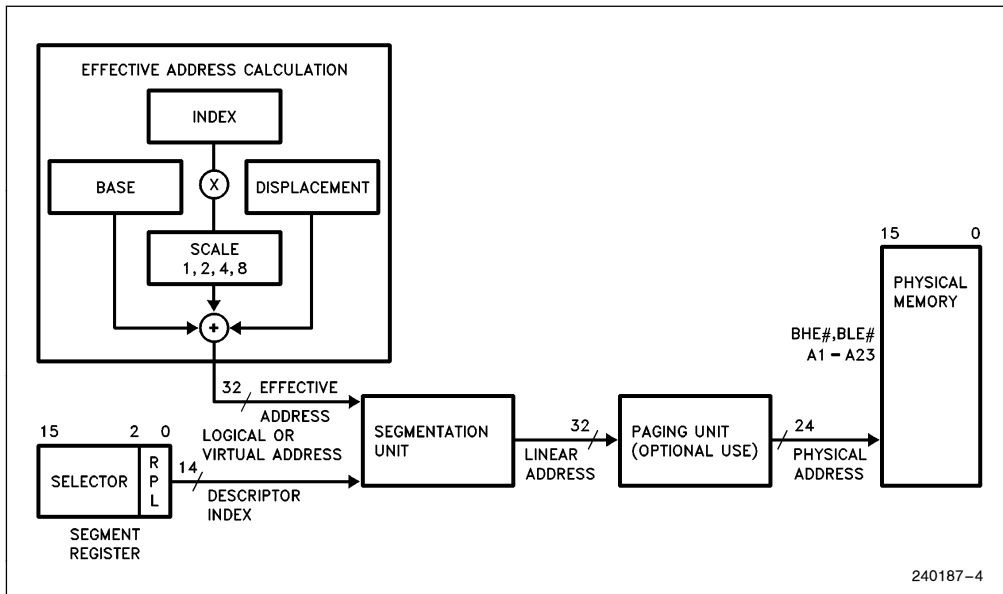 EFFECTIVE ADDRESS CALCULATION
INDEX
BASE
X
DISPLACEMENT
SCALE
1, 2, 4, 8
+
15 0
PHYSICAL
MEMORY
BHE#,BLE#
A1 – A23
32 EFFECTIVE
ADDRESS
LOGICAL OR
VIRTUAL ADDRESS
SEGMENTATION
UNIT
32
LINEAR
ADDRESS
PAGING UNIT
(OPTIONAL USE)
24
PHYSICAL
ADDRESS
15 2 0
SELECTOR
R
P
L
14
DESCRIPTOR
INDEX
SEGMENT
REGISTER
240187–4